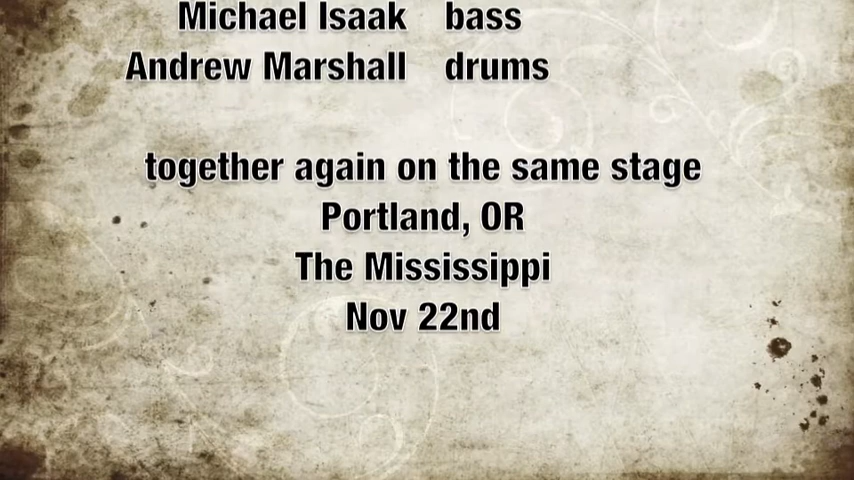 Michael Isaak bass
Andrew Marshall drums
together again on the same stage
Portland, OR
The Mississippi
Nov 22nd